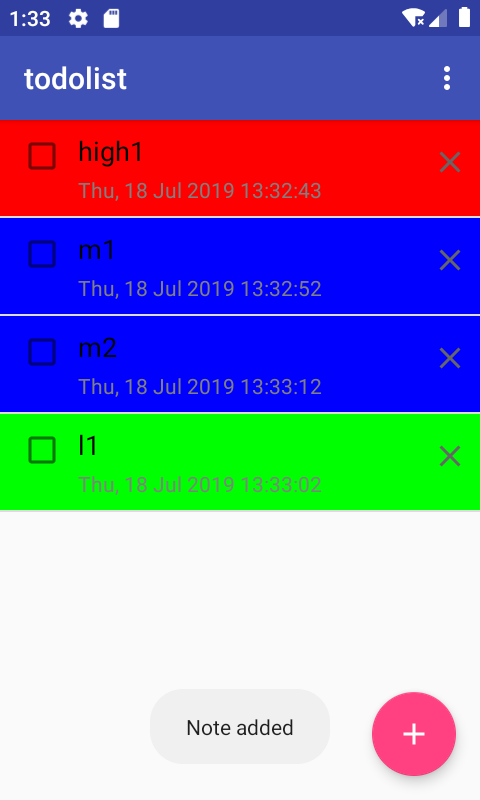 1:33
todolist
high1
Thu, 18 Jul 2019 13:32:43
m1
Thu, 18 Jul 2019 13:32:52
m2
Thu, 18 Jul 2019 13:33:12
l1
Thu, 18 Jul 2019 13:33:02
Note added